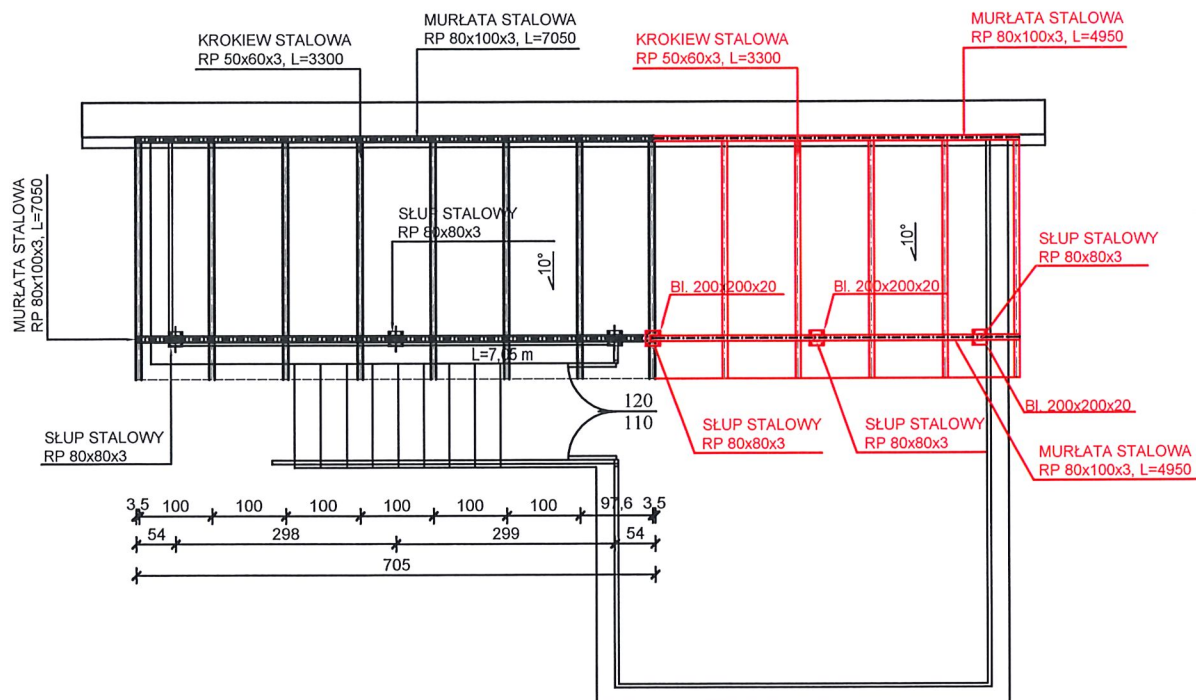 MURŁATA STALOWA
RP 80x100x3, L=7050
MURŁATA STALOWA
RP 80x100x3, L=4950
KROKIEW STALOWA
RP 50x60x3, L=3300
KROKIEW STALOWA
RP 50x60x3, L=3300
MURŁATA STALOWA
RP 80x100x3, L=7050
SŁUP STALOWY
RP 80x80x3
10°
10°
SŁUP STALOWY
RP 80x80x3
Bl. 200x200x20
Bl. 200x200x20
L=7,05 m
120
110
Bl. 200x200x20
SŁUP STALOWY
RP 80x80x3
SŁUP STALOWY
RP 80x80x3
SŁUP STALOWY
RP 80x80x3
MURŁATA STALOWA
RP 80x100x3, L=4950
3,5 100 100 100 100 100 97,6 3,5
54 298 299 54
705